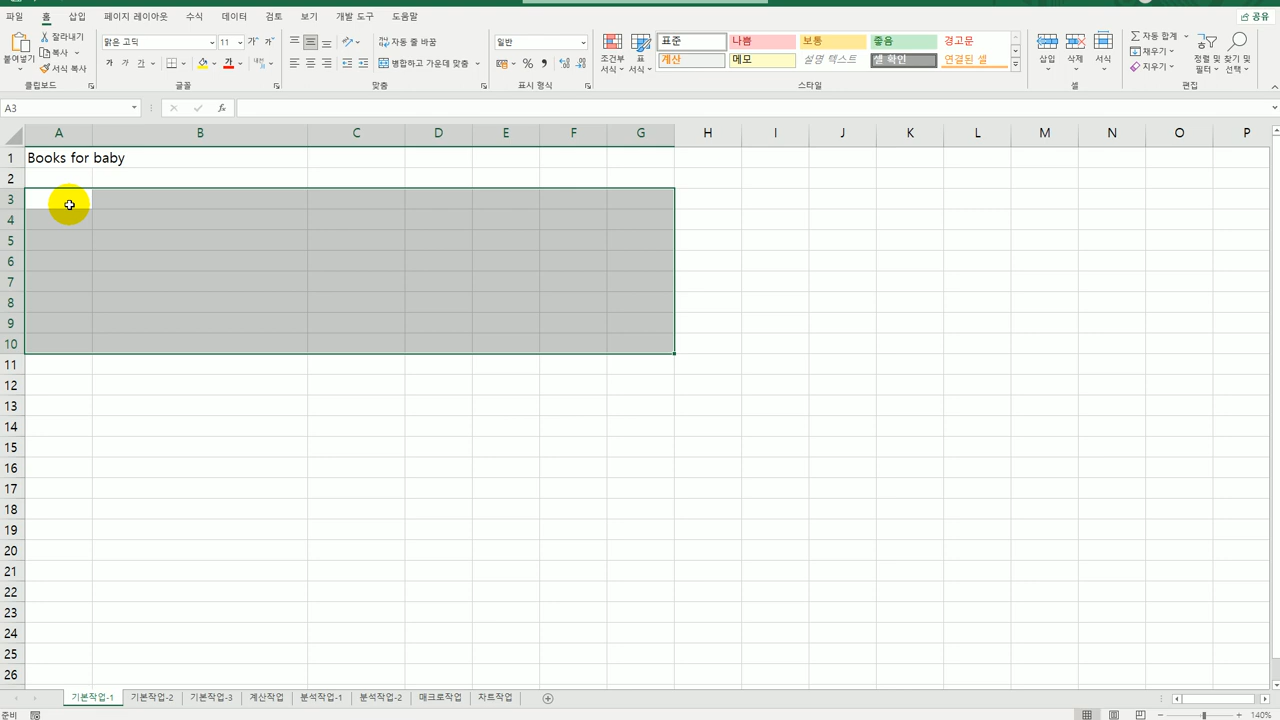 파일 홈 삽입 페이지 레이아웃 수식 데이터 검토 보기 개발 도구 도움말 공유
붙여넣기 잘라내기 복사 서식 복사 클립보드
맑은 고딕 11 가 가 가 가 가 글꼴
자동 줄 바꿈 병합하고 가운데 맞춤 맞춤
일반 % 표시 형식
조건부 서식 표 서식
표준 나쁨 보통 좋음 경고문
계산 메모 설명 텍스트 셀 확인 연결된 셀
스타일
삽입 삭제 서식 셀
자동 합계 채우기 지우기 정렬 및 필터 찾기 및 선택 편집
A3 fx
A B C D E F G H I J K L M N O P
1 Books for baby
2
3
4
5
6
7
8
9
10
11
12
13
14
15
16
17
18
19
20
21
22
23
24
25
26
기본작업-1 기본작업-2 기본작업-3 계산작업 분석작업-1 분석작업-2 매크로작업 차트작업
준비 140%